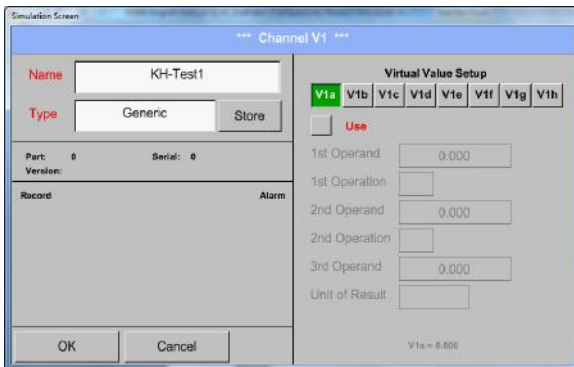 Simulation Screen
*** Channel V1 ***
Name
KH-Test1
Type
Generic
Store
Part: 0 Serial: 0
Version:
Record Alarm
OK
Cancel
Virtual Value Setup
V1a V1b V1c V1d V1e V1f V1g V1h
Use
1st Operand 0.000
1st Operation
2nd Operand 0.000
2nd Operation
3rd Operand 0.000
Unit of Result
V1a = 0.000